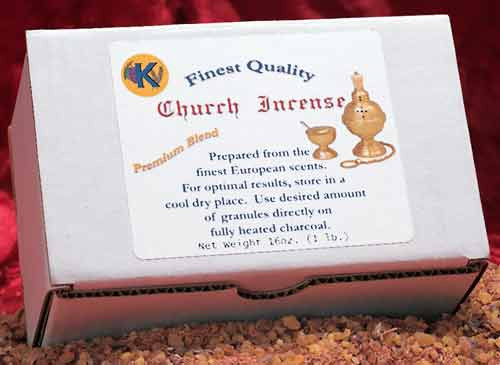 K
Finest Quality
Church Incense
Premium Blend
Prepared from the
finest European scents.
For optimal results, store in a
cool dry place. Use desired amount
of granules directly on
fully heated charcoal.
Net Weight 16oz. (1 lb.)